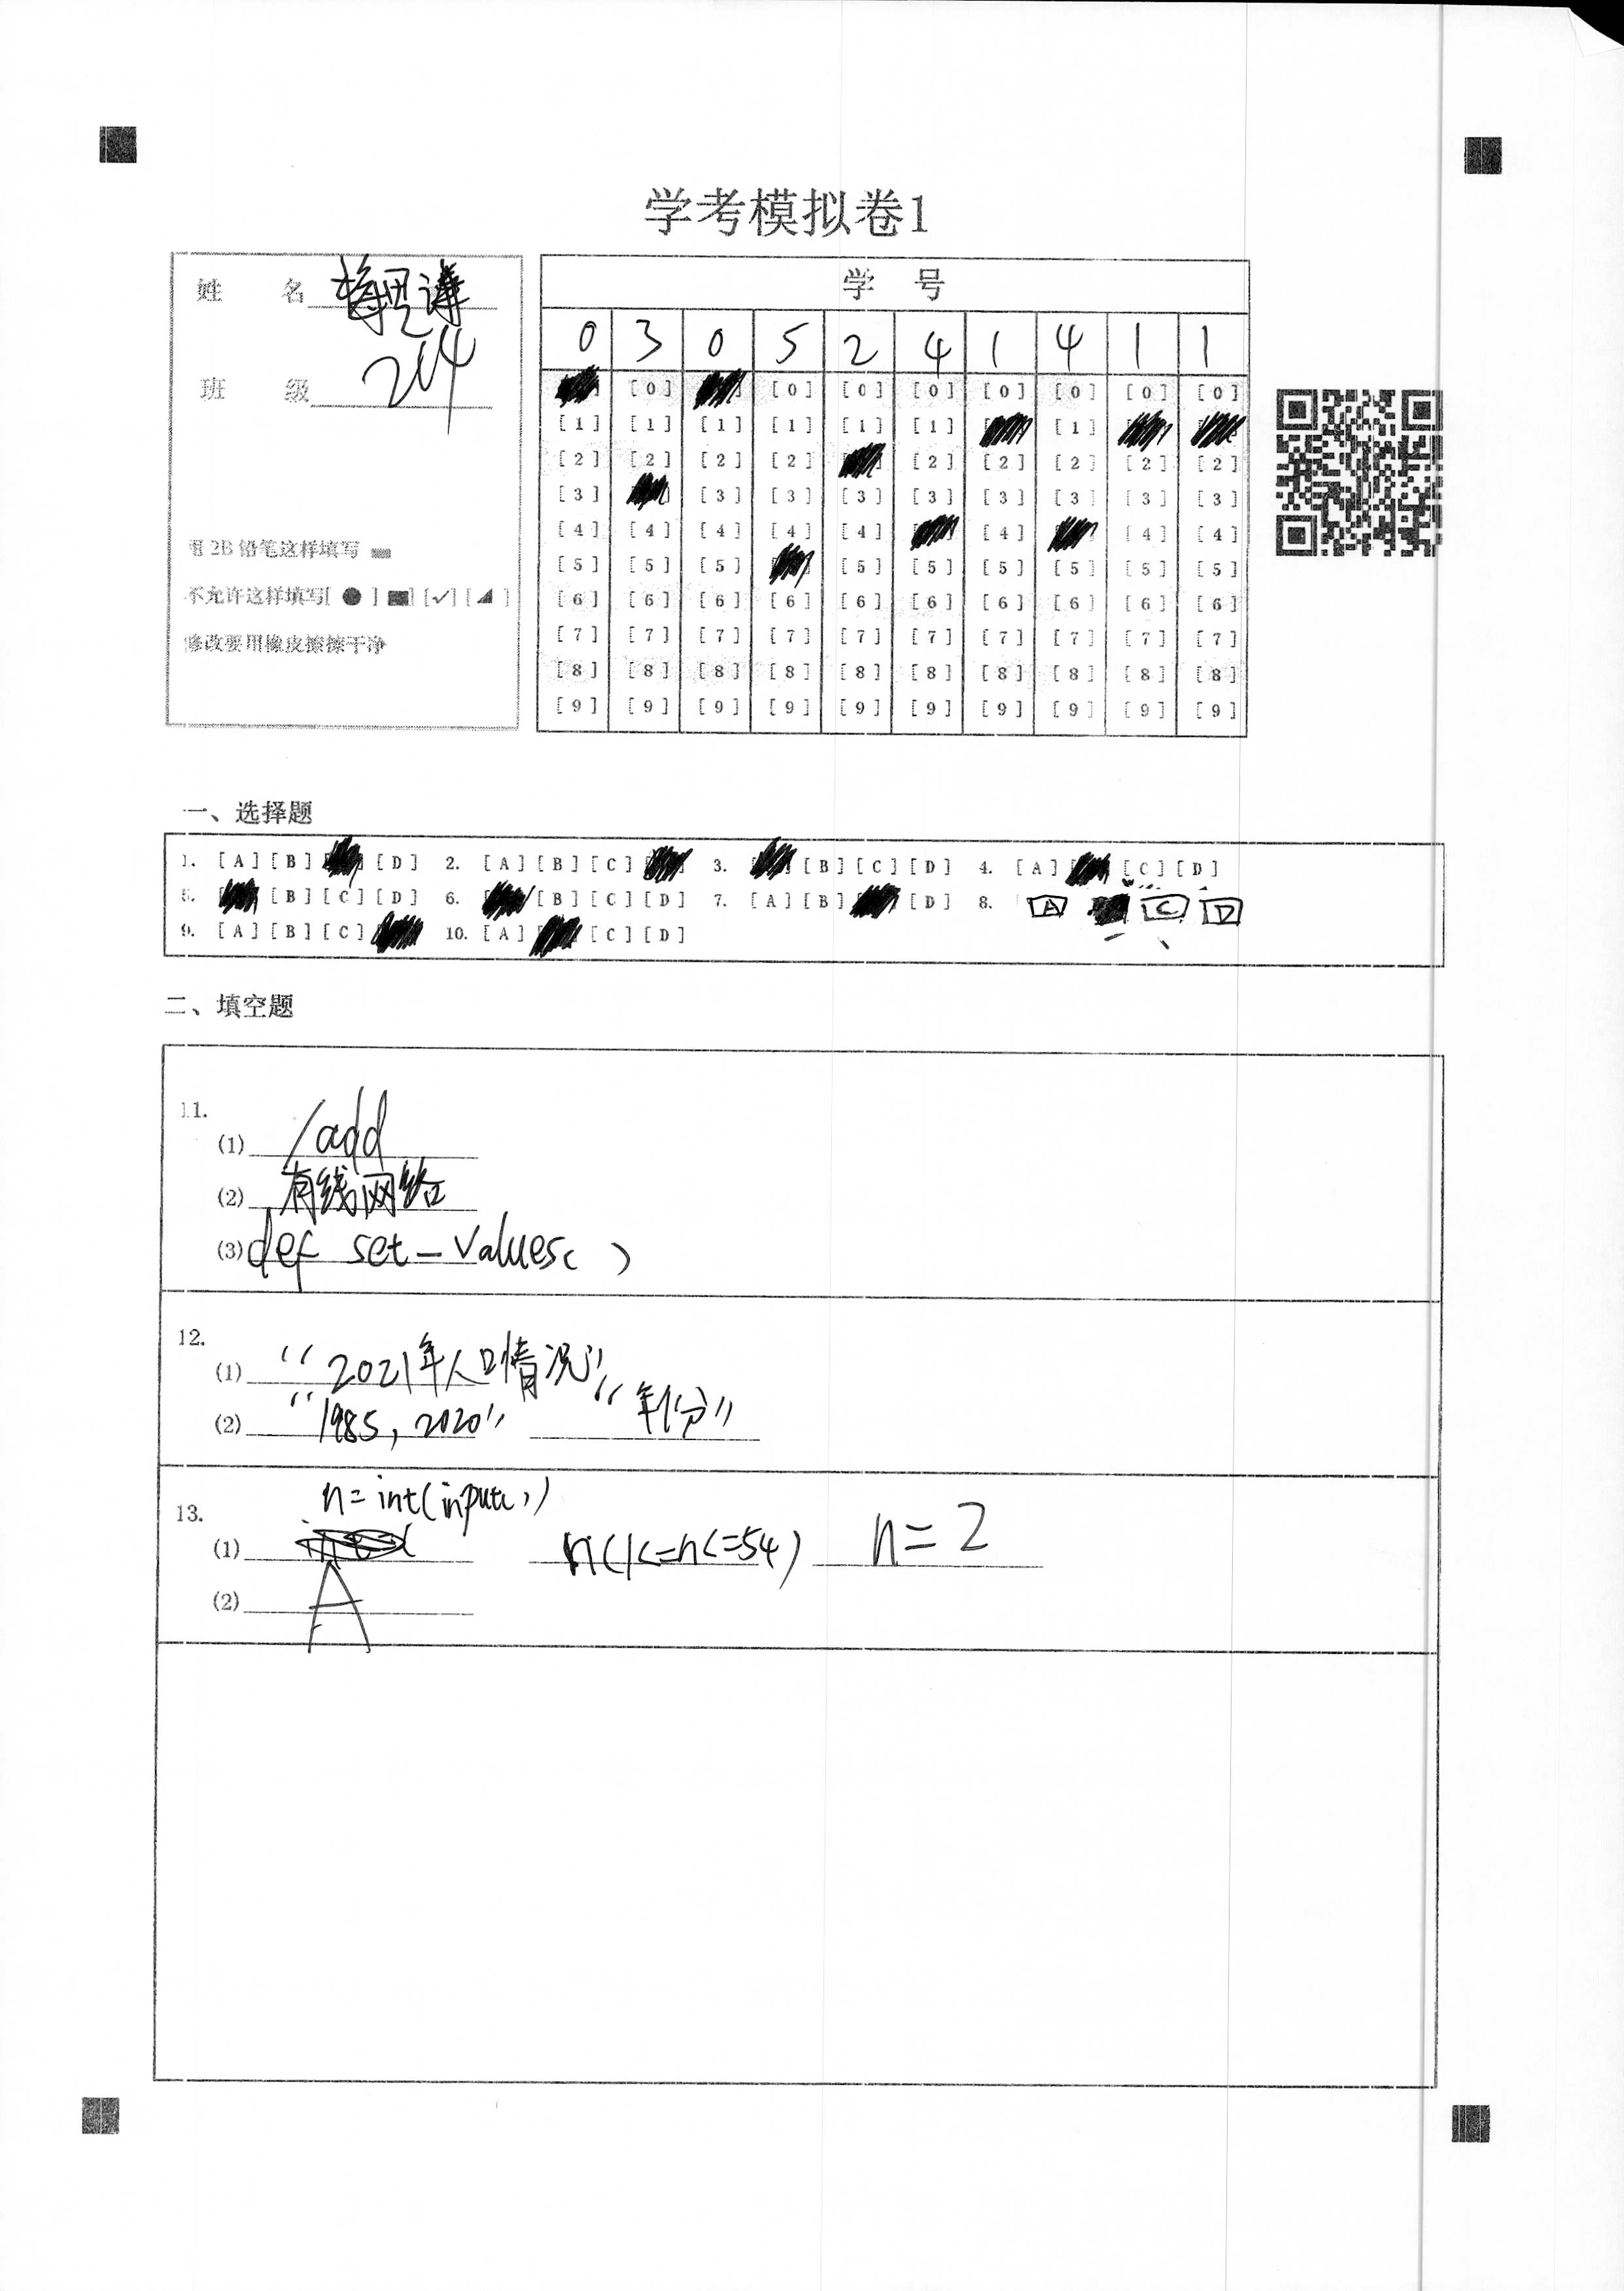 学考模拟卷1
姓 名
班 级 204
用 2B 铅笔这样填写
不允许这样填写[ ● ] [✓] [ ]
修改要用橡皮擦擦干净
学 号
0 3 0 5 2 4 1 4 1 1
[0] [0] [0] [0] [0] [0] [0] [0]
[1] [1] [1] [1] [1] [1] [1]
[2] [2] [2] [2] [2] [2] [2] [2] [2]
[3] [3] [3] [3] [3] [3] [3] [3] [3]
[4] [4] [4] [4] [4] [4] [4] [4]
[5] [5] [5] [5] [5] [5] [5] [5] [5]
[6] [6] [6] [6] [6] [6] [6] [6] [6] [6]
[7] [7] [7] [7] [7] [7] [7] [7] [7] [7]
[8] [8] [8] [8] [8] [8] [8] [8] [8] [8]
[9] [9] [9] [9] [9] [9] [9] [9] [9] [9]
一、选择题
1. [A] [B] [D] 2. [A] [B] [C] 3. [B] [C] [D] 4. [A] [C] [D]
5. [B] [C] [D] 6. [B] [C] [D] 7. [A] [B] [D] 8. A C D
9. [A] [B] [C] 10. [A] [C] [D]
二、填空题
11.
(1) /add
(2) 有线网络
(3) def set_values( )
12.
(1) “2021年人口情况”
(2) “1985, 2020” “年份”
13.
(1) n=int(input()) n(1<=n<=54) n=2
(2) A